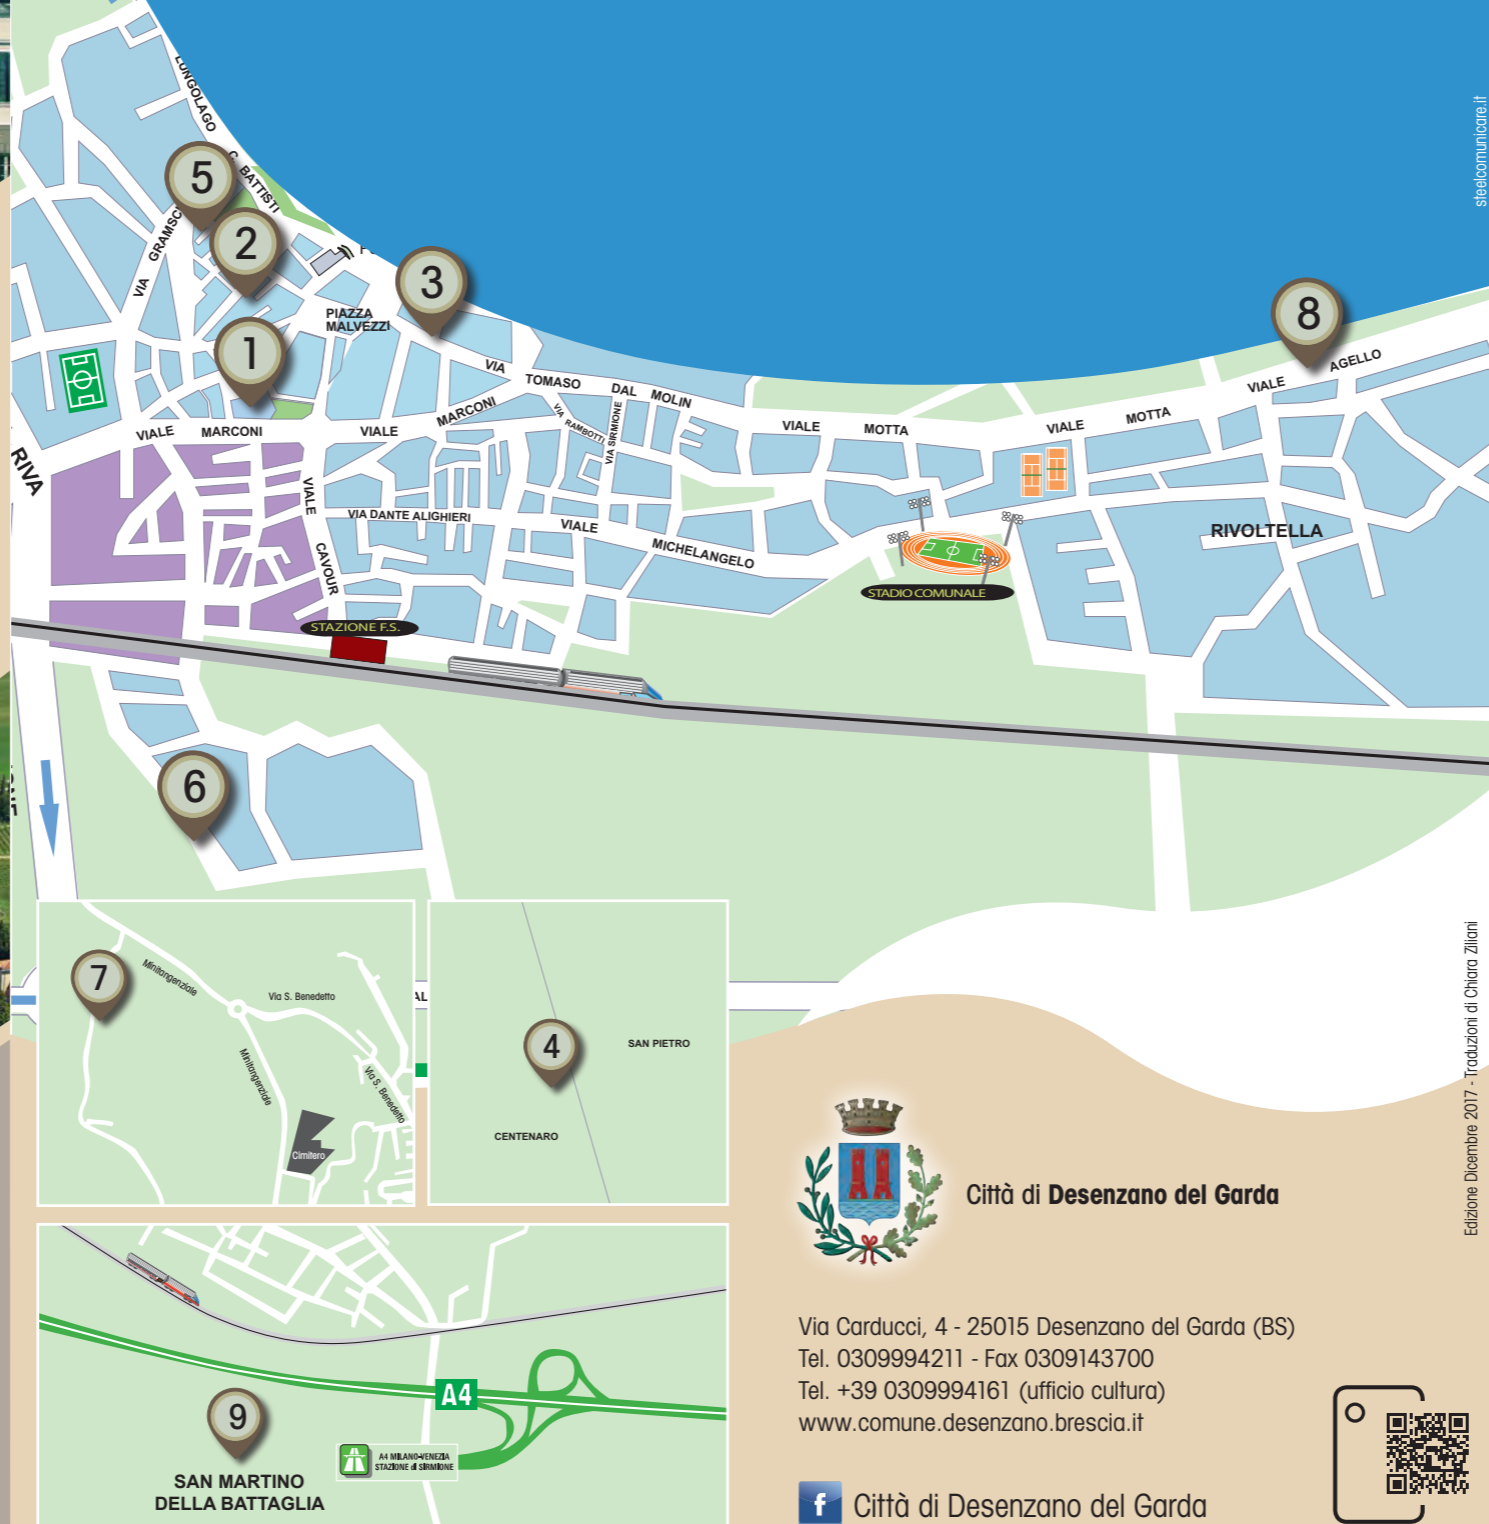 LUNGOLAGO C. BATTISTI
steelcomunicare.it
5
VIA GRAMSCI
2
3
PIAZZA
MALVEZZI
1
8
VIA TOMASO DAL MOLIN
VIALE AGELLO
VIALE MARCONI
VIALE MARCONI
VIA RAMBOTTI
VIA SIRMIONE
VIALE MOTTA
VIALE MOTTA
RIVA
VIALE CAVOUR
VIA DANTE ALIGHIERI
VIALE MICHELANGELO
RIVOLTELLA
STADIO COMUNALE
STAZIONE F.S.
6
7
Minitangenziale
Via S. Benedetto
Minitangenziale
Via S. Benedetto
Cimitero
AL
4
SAN PIETRO
CENTENARO
Edizione Dicembre 2017 - Traduzioni di Chiara Ziliani
Città di Desenzano del Garda
Via Carducci, 4 - 25015 Desenzano del Garda (BS)
Tel. 0309994211 - Fax 0309143700
Tel. +39 0309994161 (ufficio cultura)
www.comune.desenzano.brescia.it
f Città di Desenzano del Garda
A4
9
A4 MILANO-VENEZIA
STAZIONE di SIRMIONE
SAN MARTINO
DELLA BATTAGLIA